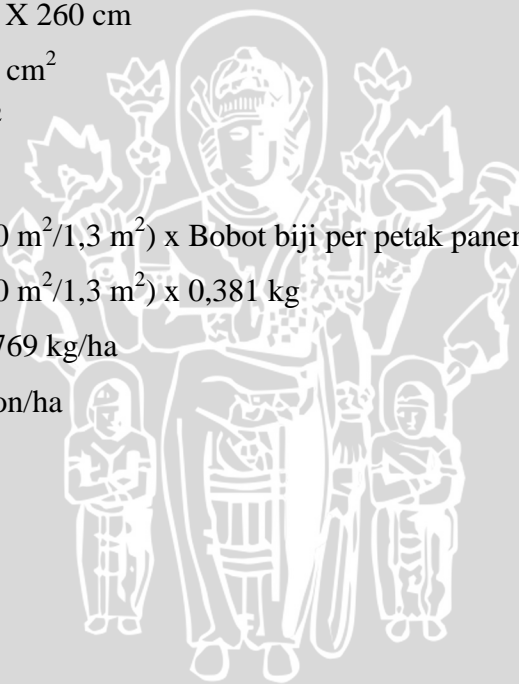 X 260 cm
cm²
²
0 m²/1,3 m²) x Bobot biji per petak panen
0 m²/1,3 m²) x 0,381 kg
769 kg/ha
on/ha